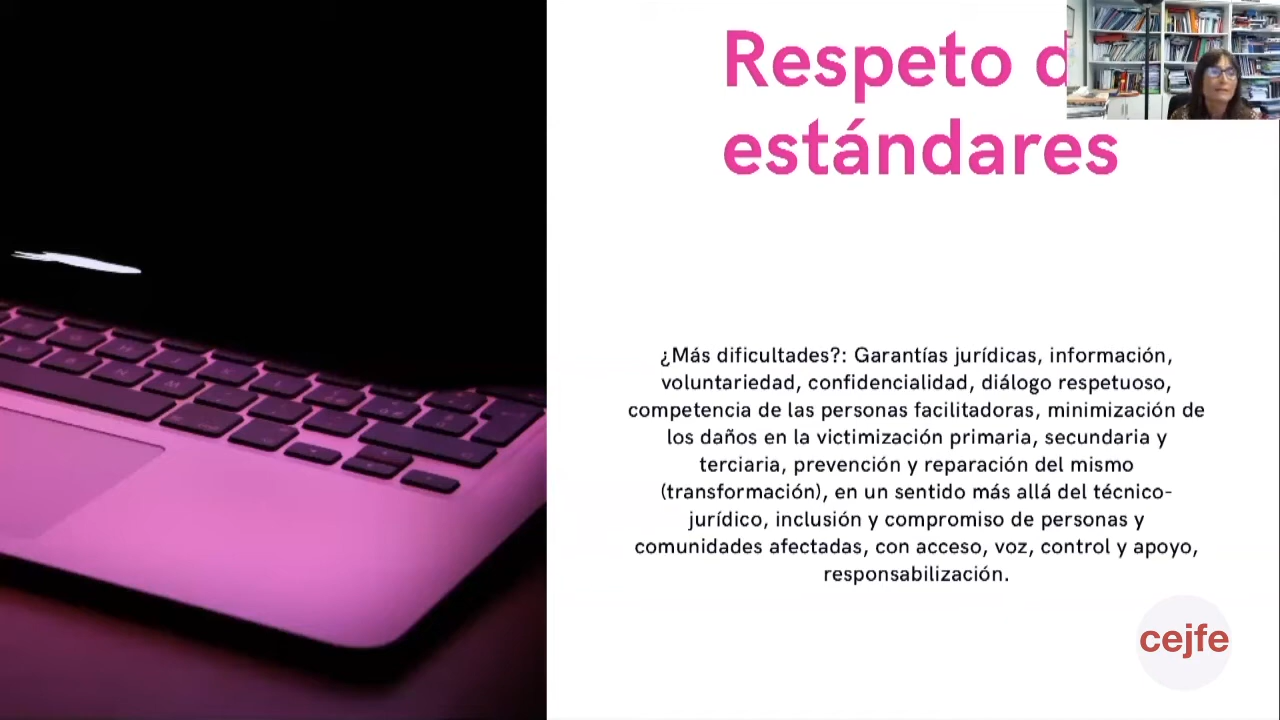 Respeto
estándares
¿Más dificultades?: Garantías jurídicas, información,
voluntariedad, confidencialidad, diálogo respetuoso,
competencia de las personas facilitadoras, minimización de
los daños en la victimización primaria, secundaria y
terciaria, prevención y reparación del mismo
(transformación), en un sentido más allá del técnico-
jurídico, inclusión y compromiso de personas y
comunidades afectadas, con acceso, voz, control y apoyo,
responsabilización.
cejfe